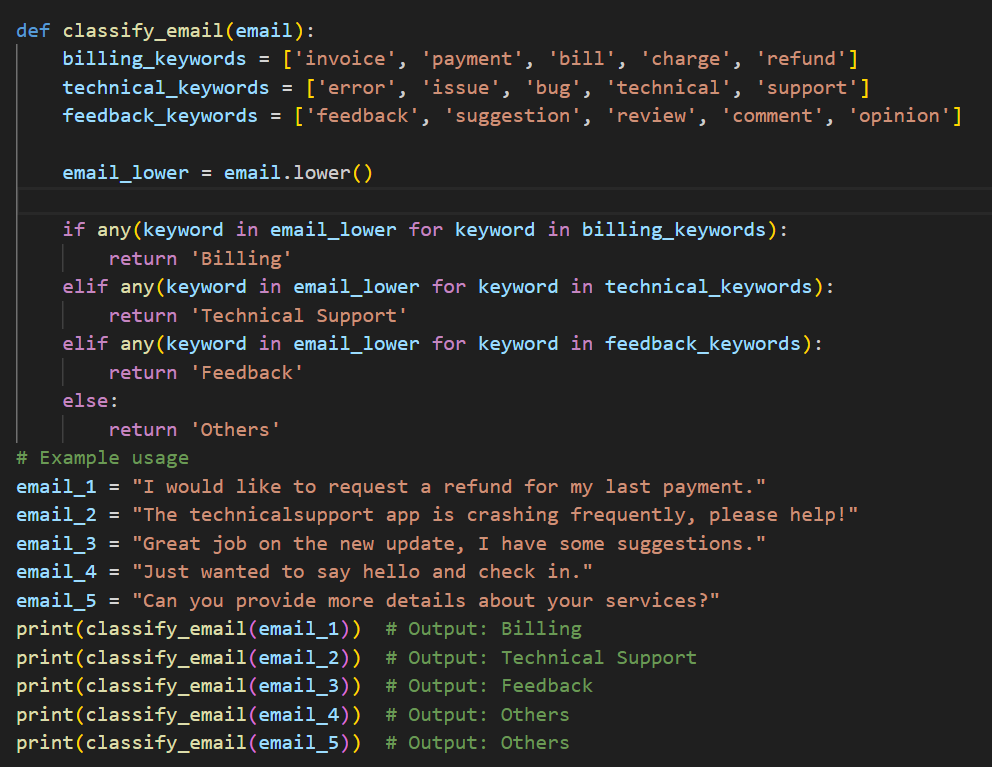 def classify_email(email):
    billing_keywords = ['invoice', 'payment', 'bill', 'charge', 'refund']
    technical_keywords = ['error', 'issue', 'bug', 'technical', 'support']
    feedback_keywords = ['feedback', 'suggestion', 'review', 'comment', 'opinion']
    email_lower = email.lower()
    if any(keyword in email_lower for keyword in billing_keywords):
        return 'Billing'
    elif any(keyword in email_lower for keyword in technical_keywords):
        return 'Technical Support'
    elif any(keyword in email_lower for keyword in feedback_keywords):
        return 'Feedback'
    else:
        return 'Others'
# Example usage
email_1 = "I would like to request a refund for my last payment."
email_2 = "The technicalsupport app is crashing frequently, please help!"
email_3 = "Great job on the new update, I have some suggestions."
email_4 = "Just wanted to say hello and check in."
email_5 = "Can you provide more details about your services?"
print(classify_email(email_1))  # Output: Billing
print(classify_email(email_2))  # Output: Technical Support
print(classify_email(email_3))  # Output: Feedback
print(classify_email(email_4))  # Output: Others
print(classify_email(email_5))  # Output: Others